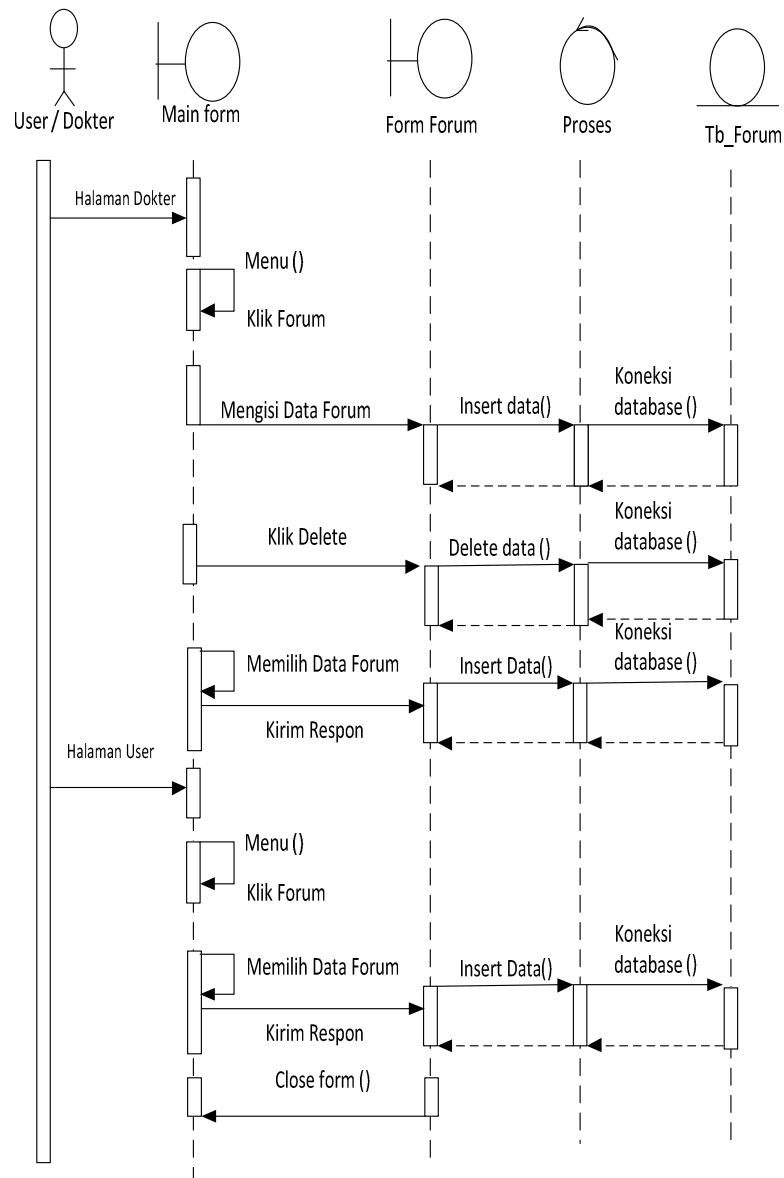 User / Dokter
Main form
Form Forum
Proses
Tb_Forum
Halaman Dokter
Menu ()
Klik Forum
Mengisi Data Forum
Insert data()
Koneksi
database ()
Klik Delete
Delete data ()
Koneksi
database ()
Memilih Data Forum
Insert Data()
Koneksi
database ()
Kirim Respon
Halaman User
Menu ()
Klik Forum
Memilih Data Forum
Insert Data()
Koneksi
database ()
Kirim Respon
Close form ()